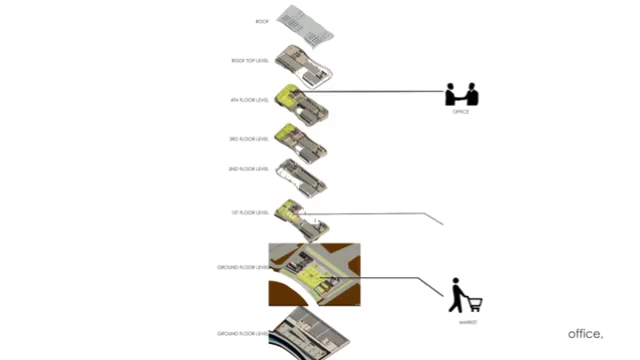 ROOF
ROOF TOP LEVEL
4TH FLOOR LEVEL
OFFICE
3RD FLOOR LEVEL
2ND FLOOR LEVEL
1ST FLOOR LEVEL
GROUND FLOOR LEVEL
MARKET
GROUND FLOOR LEVEL
office,